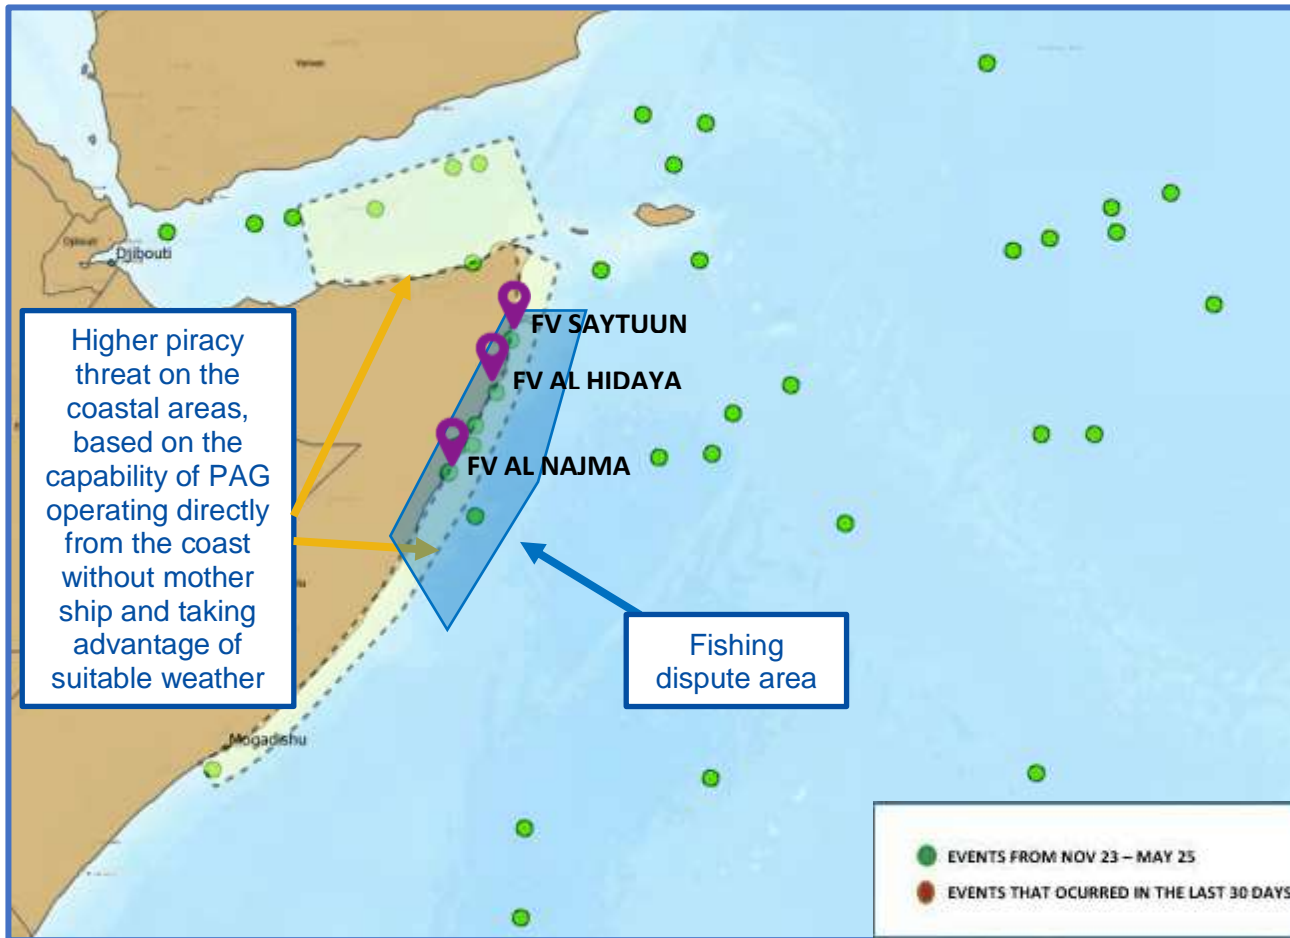 Yemen
Djibouti
Djibouti
FV SAYTUUN
FV AL HIDAYA
FV AL NAJMA
Higher piracy
threat on the
coastal areas,
based on the
capability of PAG
operating directly
from the coast
without mother
ship and taking
advantage of
suitable weather
Fishing
dispute area
Mogadishu
EVENTS FROM NOV 23 – MAY 25
EVENTS THAT OCURRED IN THE LAST 30 DAYS